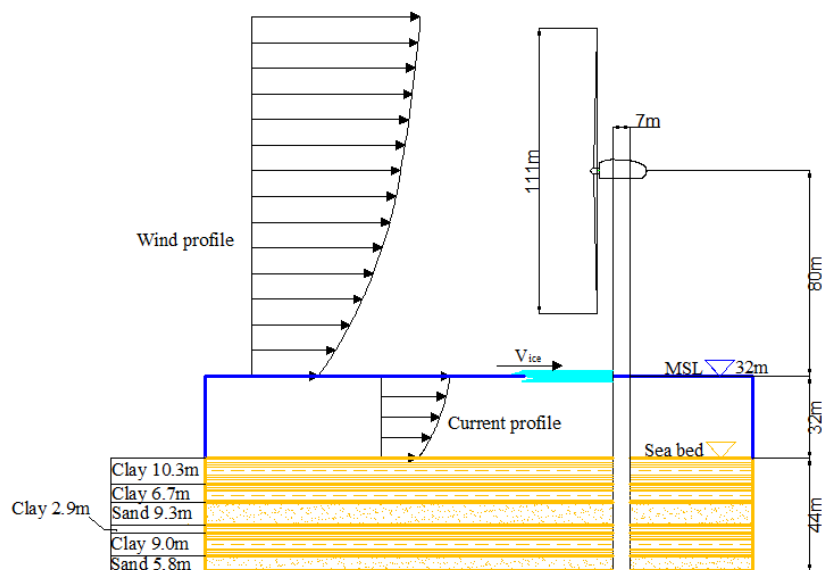 7m
111m
Wind profile
80m
Vice
MSL 32m
Current profile
32m
Sea bed
Clay 10.3m
Clay 6.7m
Clay 2.9m
Sand 9.3m
Clay 9.0m
Sand 5.8m
44m